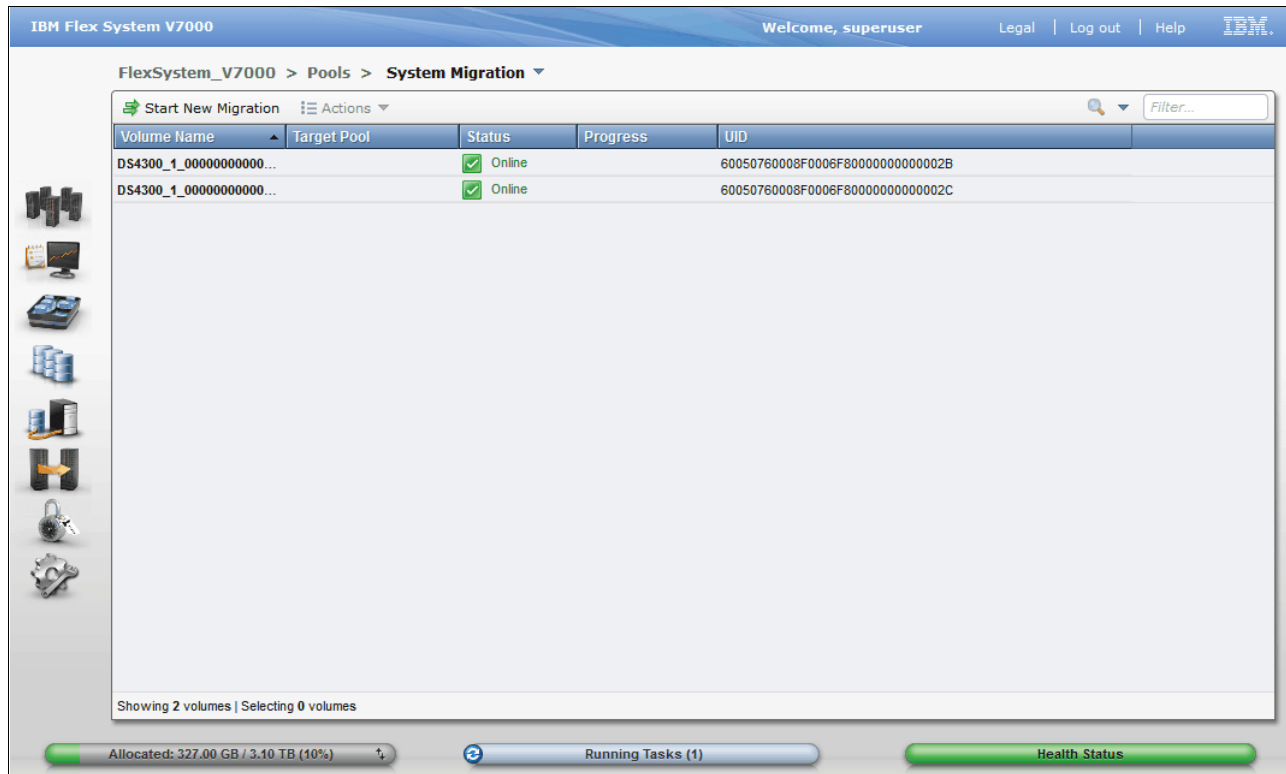 IBM Flex System V7000 Welcome, superuser Legal | Log out | Help IBM.
FlexSystem_V7000 > Pools > System Migration
Start New Migration Actions Filter...
Volume Name Target Pool Status Progress UID
DS4300_1_00000000000... Online 60050760008F0006F80000000000002B
DS4300_1_00000000000... Online 60050760008F0006F80000000000002C
Showing 2 volumes | Selecting 0 volumes
Allocated: 327.00 GB / 3.10 TB (10%) Running Tasks (1) Health Status